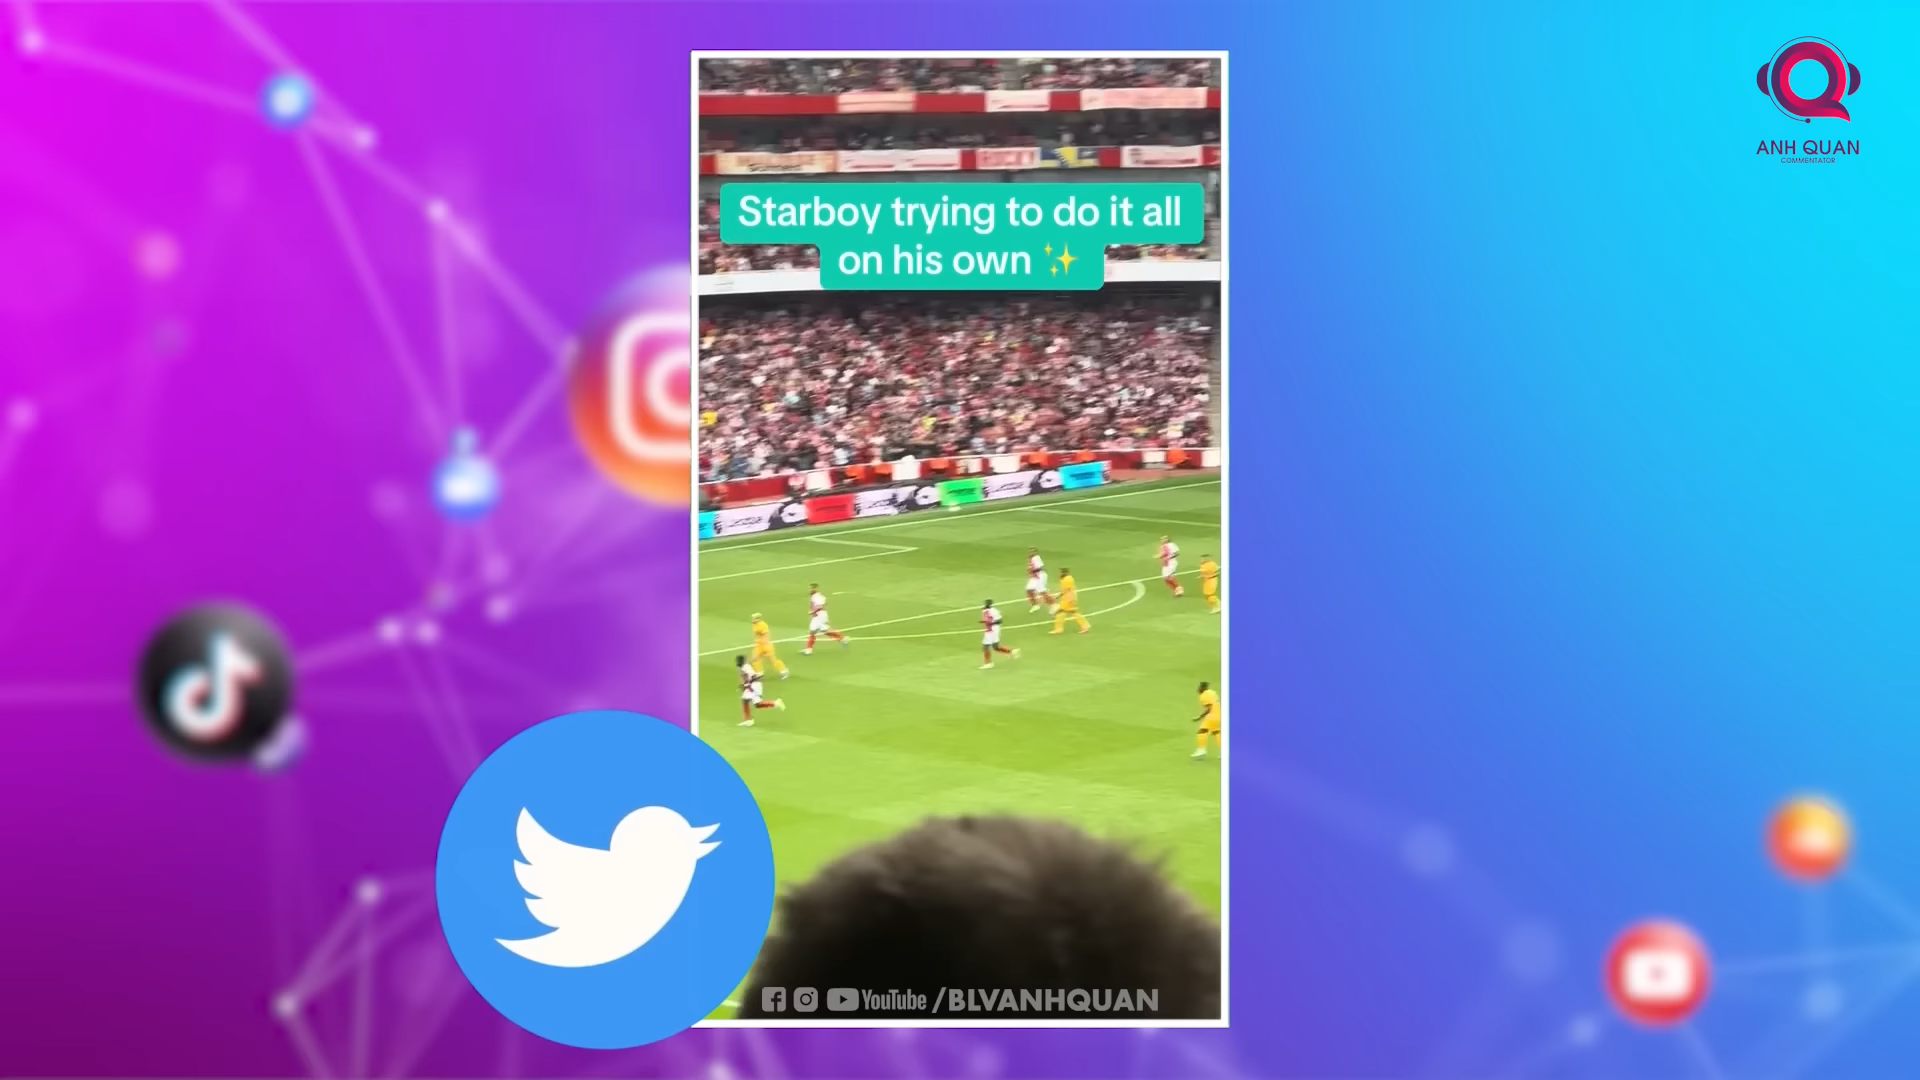 ANH QUAN
COMMENTATOR
Starboy trying to do it all
on his own ✨
YouTube /BLVANHQUAN